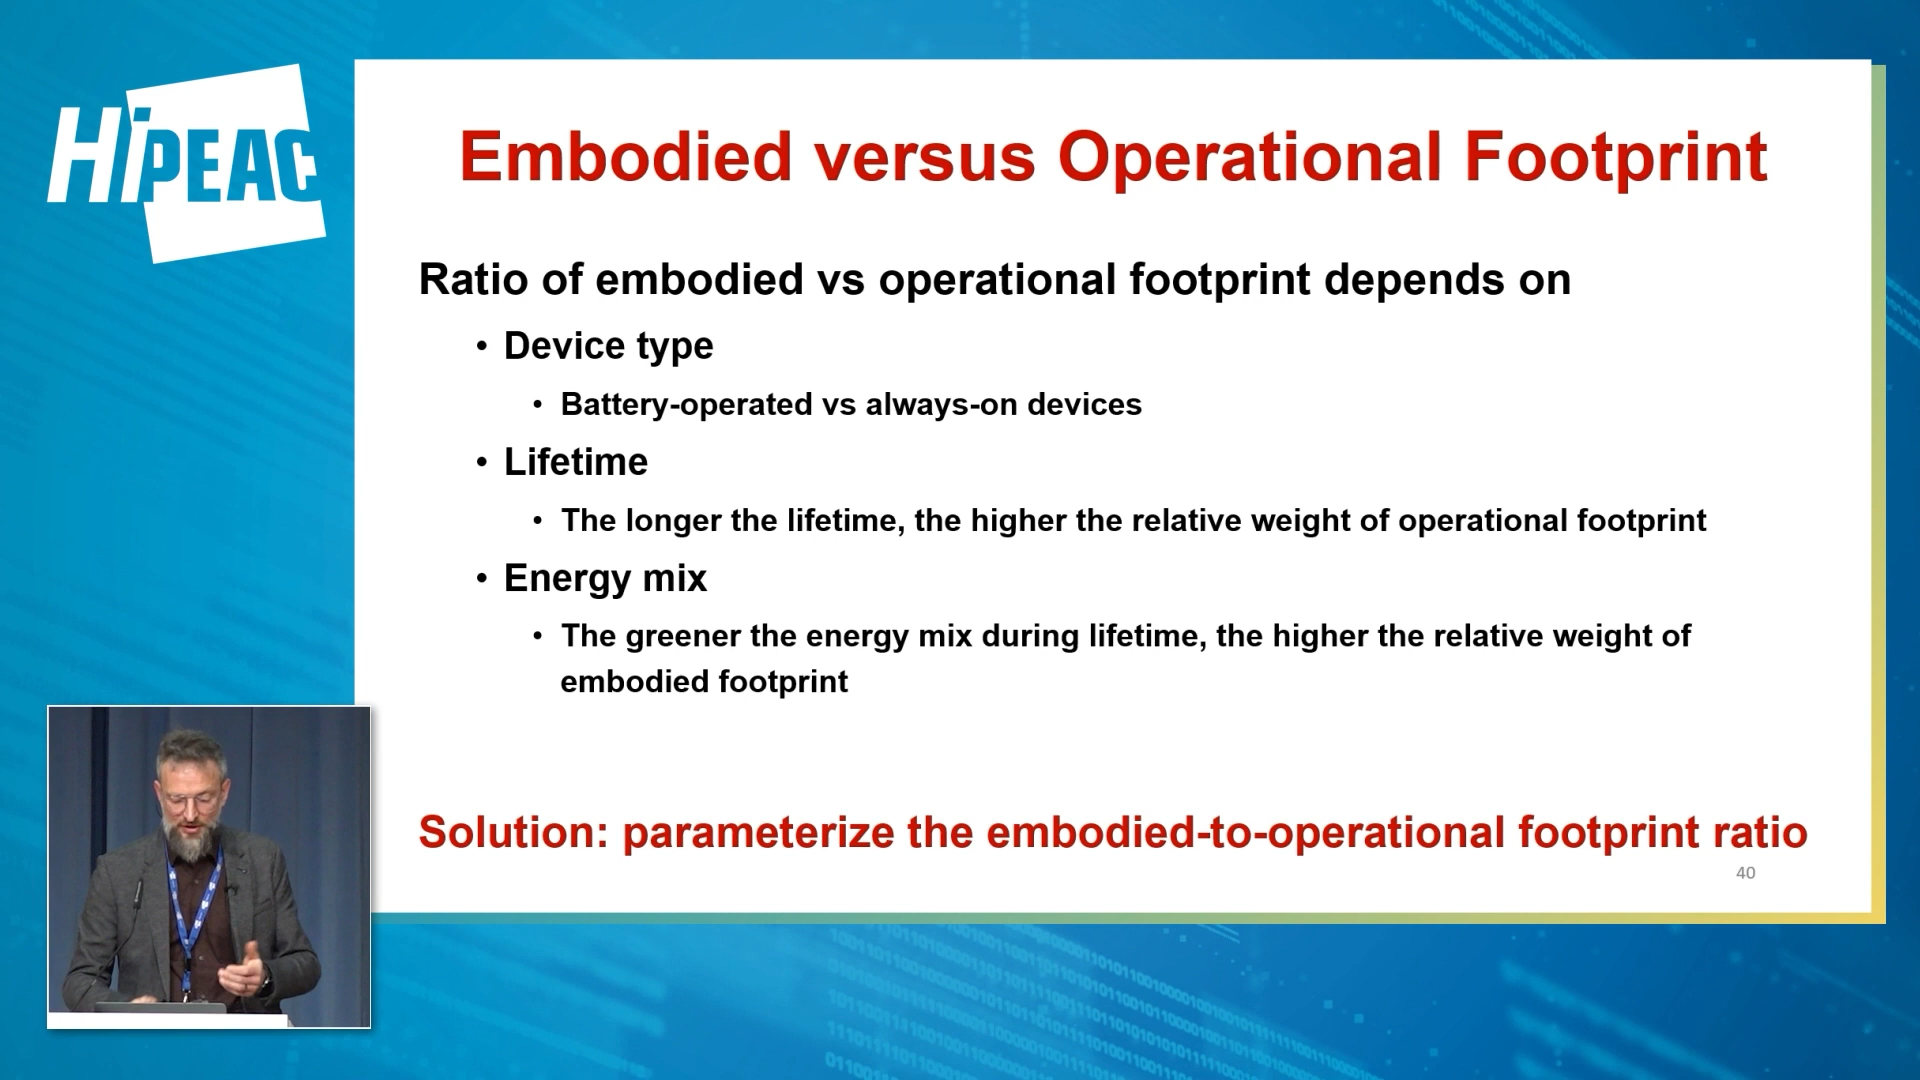 HiPEAC
Embodied versus Operational Footprint
Ratio of embodied vs operational footprint depends on
• Device type
• Battery-operated vs always-on devices
• Lifetime
• The longer the lifetime, the higher the relative weight of operational footprint
• Energy mix
• The greener the energy mix during lifetime, the higher the relative weight of
embodied footprint
Solution: parameterize the embodied-to-operational footprint ratio
40